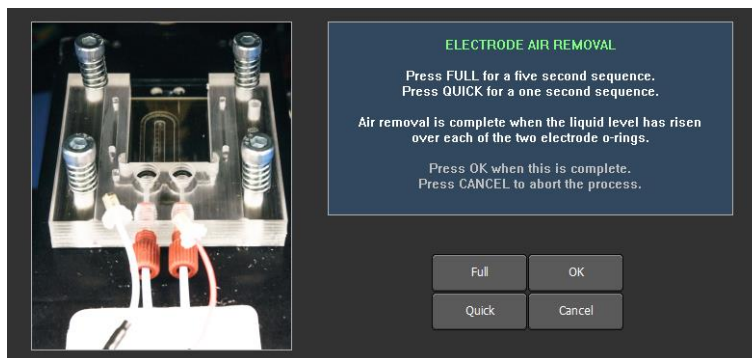 ELECTRODE AIR REMOVAL
Press FULL for a five second sequence.
Press QUICK for a one second sequence.
Air removal is complete when the liquid level has risen
over each of the two electrode o-rings.
Press OK when this is complete.
Press CANCEL to abort the process.
Full
OK
Quick
Cancel